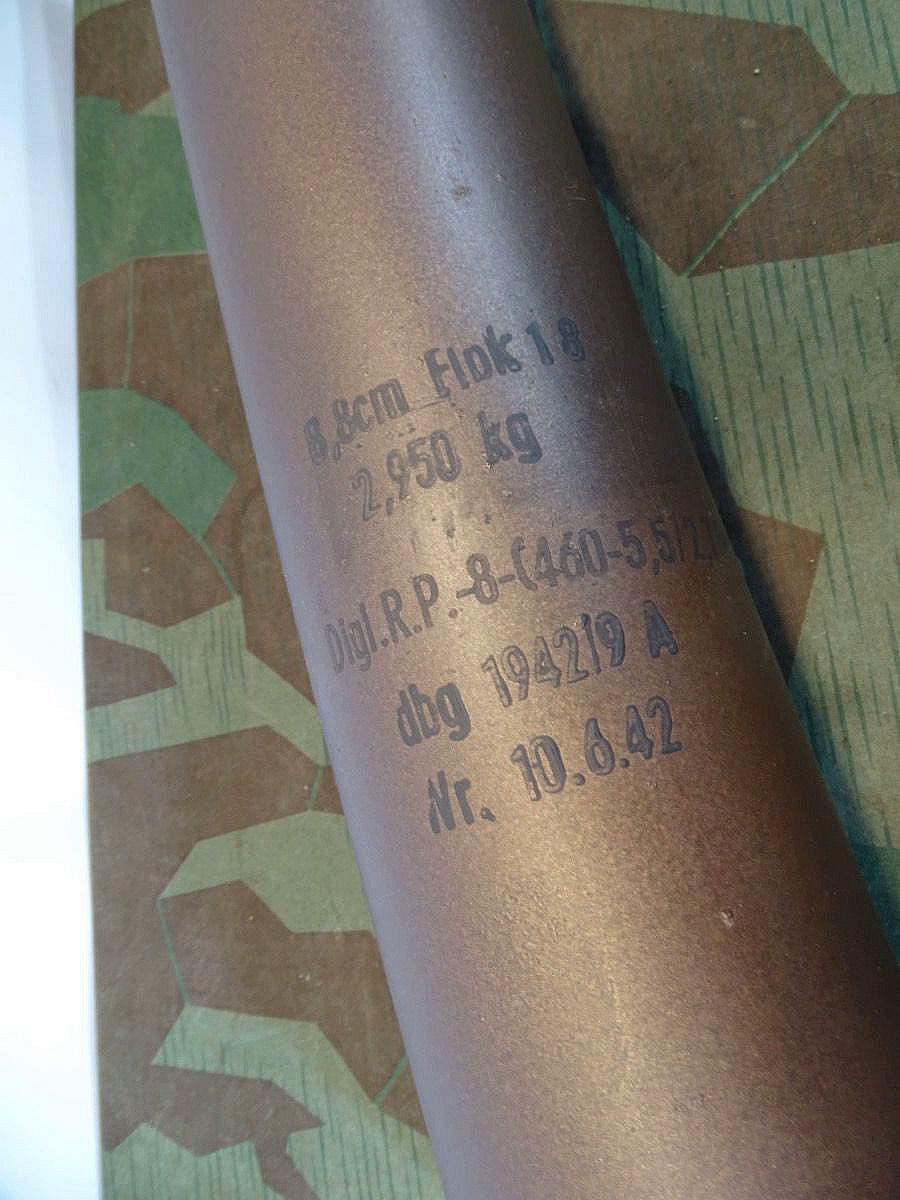 8,8cm Flak 18
2,950 kg
Digl.R.P.-8-(460-5,5/2,
dbg 1942/9 A
Nr. 10.6.42